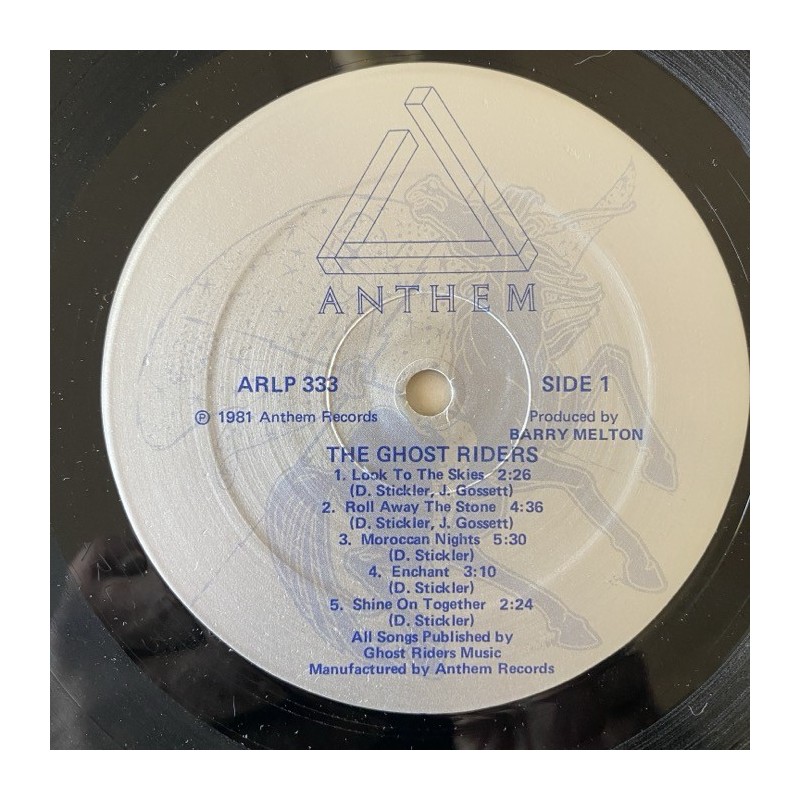 ANTHEM
ARLP 333 SIDE 1
℗ 1981 Anthem Records Produced by
BARRY MELTON
THE GHOST RIDERS
1. Look To The Skies 2:26
(D. Stickler, J. Gossett)
2. Roll Away The Stone 4:36
(D. Stickler, J. Gossett)
3. Moroccan Nights 5:30
(D. Stickler)
4. Enchant 3:10
(D. Stickler)
5. Shine On Together 2:24
(D. Stickler)
All Songs Published by
Ghost Riders Music
Manufactured by Anthem Records